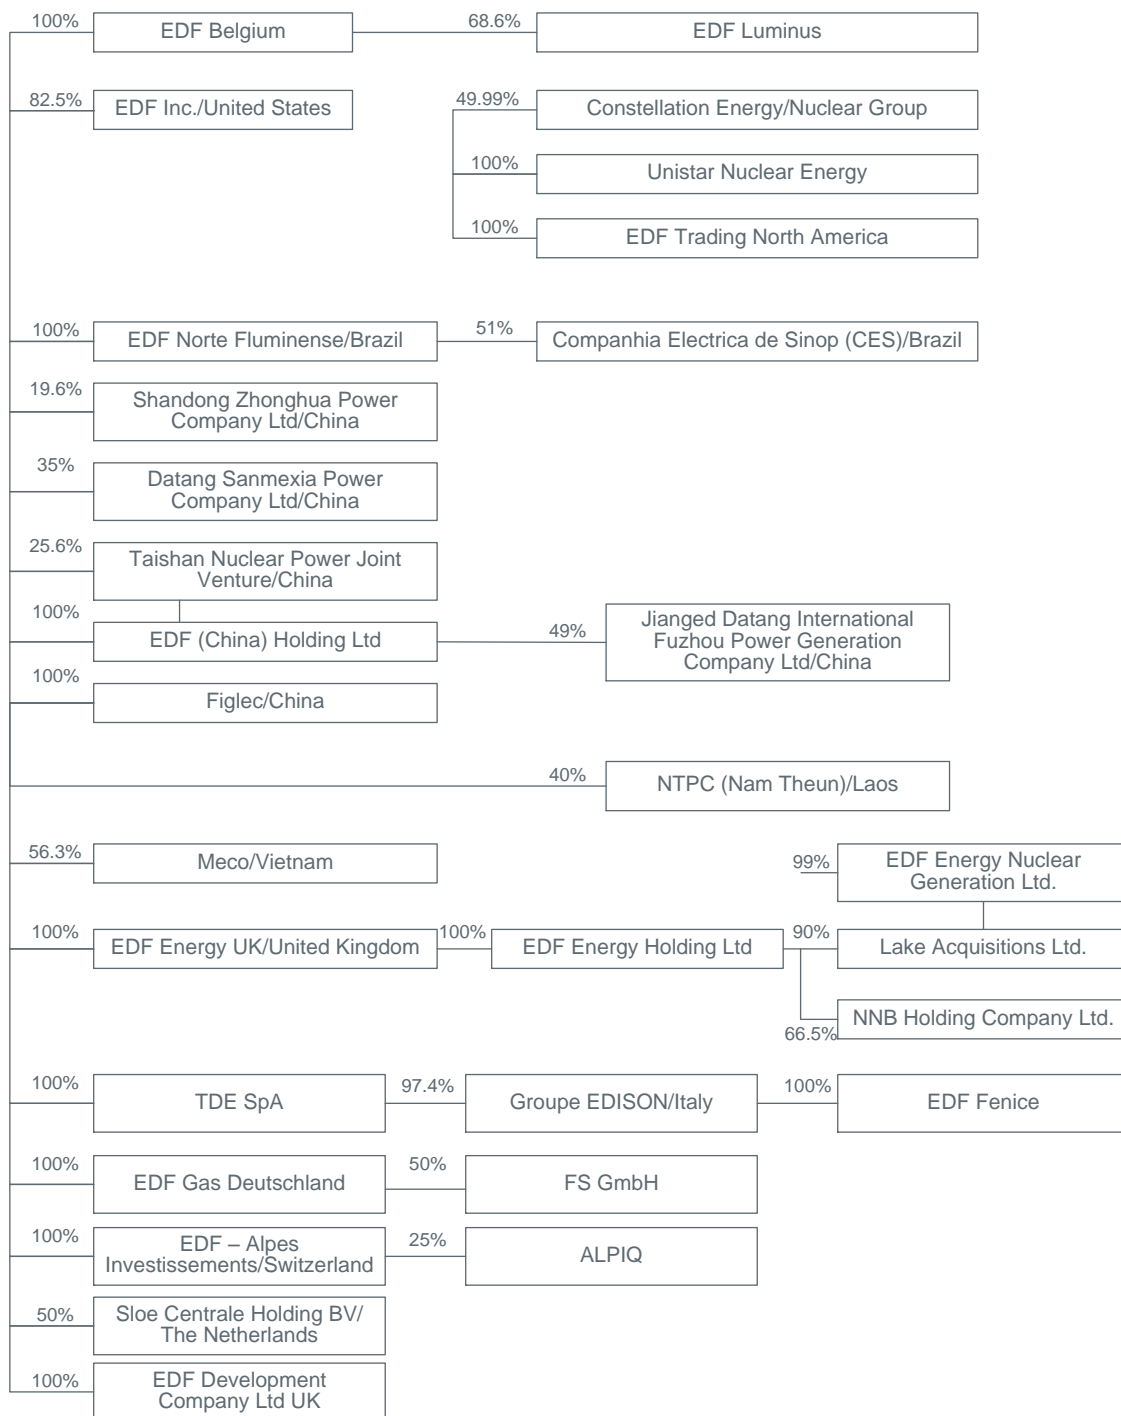 100%
EDF Belgium
68.6%
EDF Luminus
82.5%
EDF Inc./United States
49.99%
Constellation Energy/Nuclear Group
100%
Unistar Nuclear Energy
100%
EDF Trading North America
100%
EDF Norte Fluminense/Brazil
51%
Companhia Electrica de Sinop (CES)/Brazil
19.6%
Shandong Zhonghua Power
Company Ltd/China
35%
Datang Sanmexia Power
Company Ltd/China
25.6%
Taishan Nuclear Power Joint
Venture/China
100%
EDF (China) Holding Ltd
49%
Jianged Datang International
Fuzhou Power Generation
Company Ltd/China
100%
Figlec/China
40%
NTPC (Nam Theun)/Laos
56.3%
Meco/Vietnam
99%
EDF Energy Nuclear
Generation Ltd.
100%
EDF Energy UK/United Kingdom
100%
EDF Energy Holding Ltd
90%
Lake Acquisitions Ltd.
66.5%
NNB Holding Company Ltd.
100%
TDE SpA
97.4%
Groupe EDISON/Italy
100%
EDF Fenice
100%
EDF Gas Deutschland
50%
FS GmbH
100%
EDF – Alpes
Investissements/Switzerland
25%
ALPIQ
50%
Sloe Centrale Holding BV/
The Netherlands
100%
EDF Development
Company Ltd UK